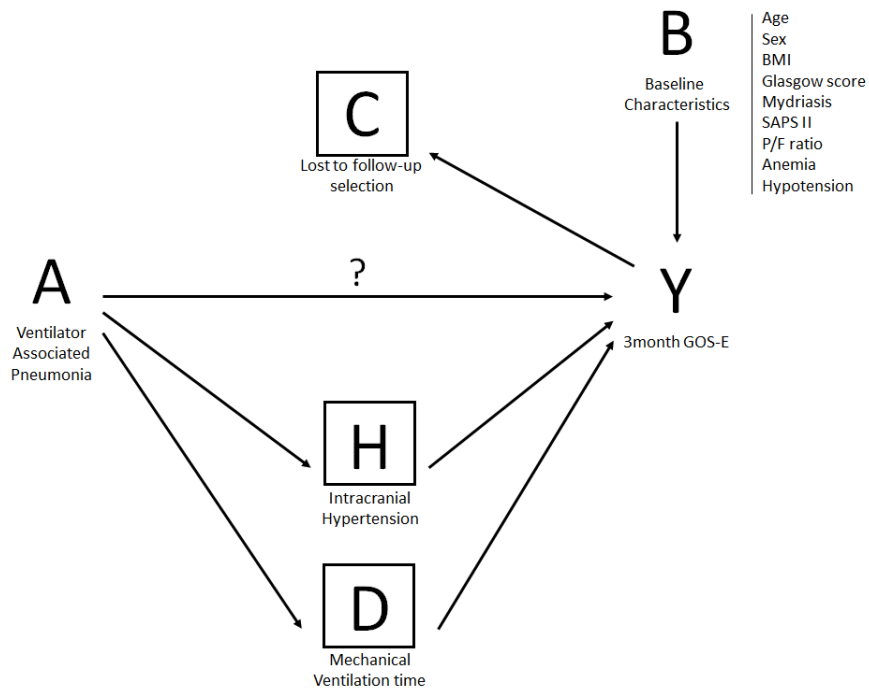 B
Baseline
Characteristics
Age
Sex
BMI
Glasgow score
Mydriasis
SAPS II
P/F ratio
Anemia
Hypotension
C
Lost to follow-up
selection
A
Ventilator
Associated
Pneumonia
?
Y
3month GOS-E
H
Intracranial
Hypertension
D
Mechanical
Ventilation time